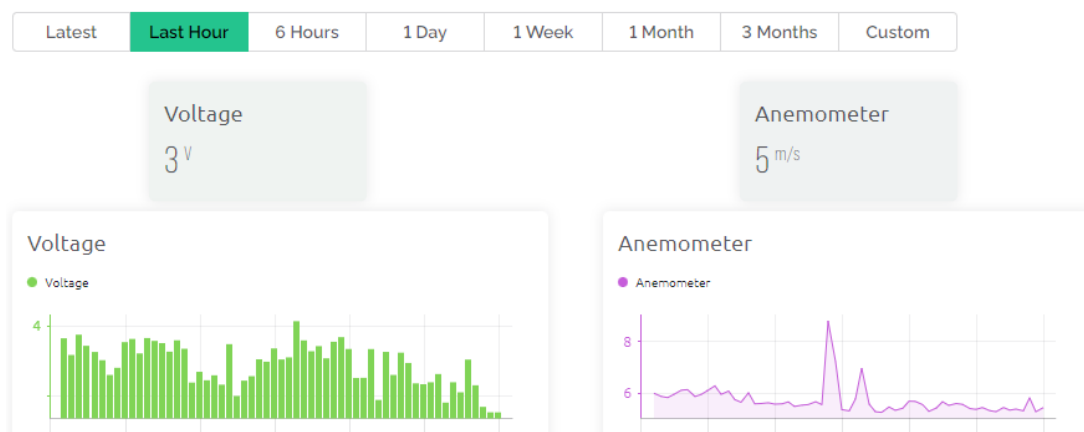 Latest Last Hour 6 Hours 1 Day 1 Week 1 Month 3 Months Custom
Voltage
3 V
Anemometer
5 m/s
Voltage
Voltage
4
Anemometer
Anemometer
8
6